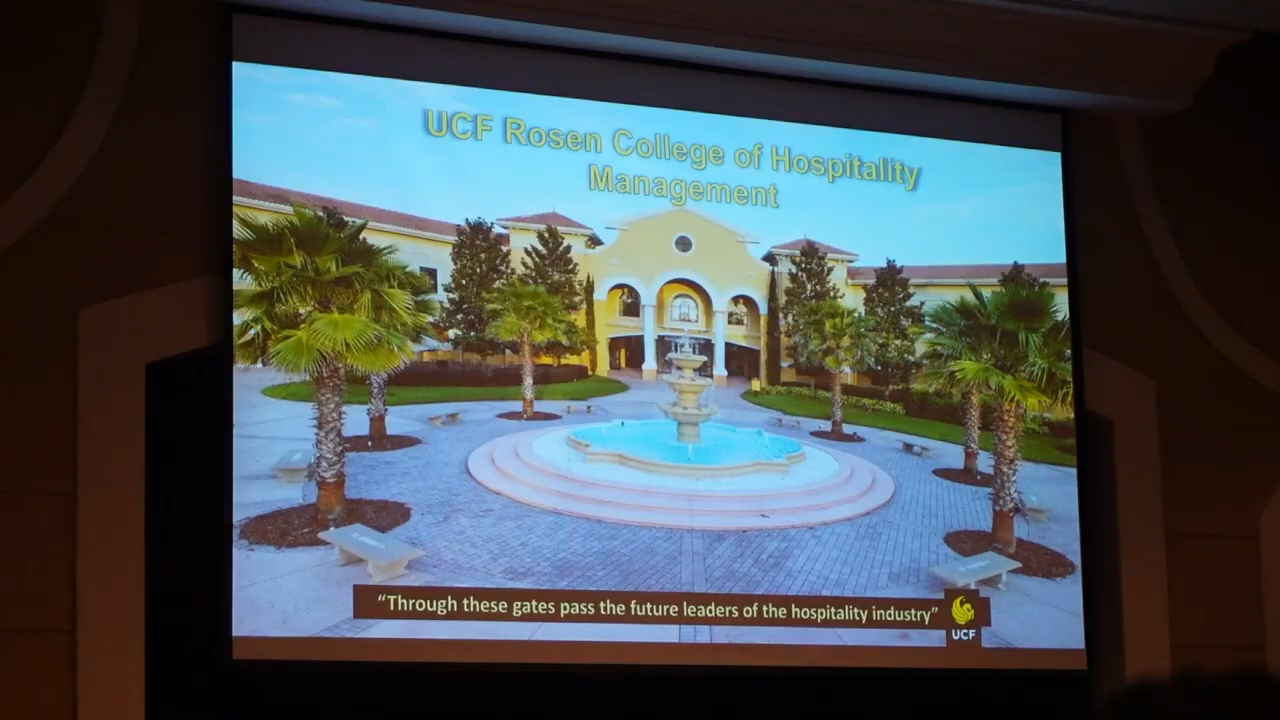 UCF Rosen College of Hospitality
Management
“Through these gates pass the future leaders of the hospitality industry”
UCF